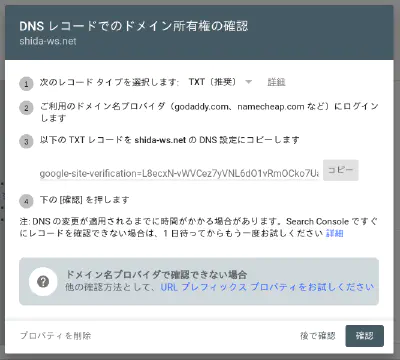 DNS レコードでのドメイン所有権の確認
shida-ws.net
1 次のレコード タイプを選択します: TXT（推奨） 詳細
2 ご利用のドメイン名プロバイダ（godaddy.com、namecheap.com など）にログイン
します
3 以下の TXT レコードを shida-ws.net の DNS 設定にコピーします
google-site-verification=L8ecxN-vWVCez7yVNL6dO1vRmOCko7Ua コピー
4 下の [確認] を押します
注: DNS の変更が適用されるまでに時間がかかる場合があります。Search Console ですぐ
にレコードを確認できない場合は、1 日待ってからもう一度お試しください 詳細
ドメイン名プロバイダで確認できない場合
他の確認方法として、URL プレフィックス プロパティをお試しください
プロパティを削除 後で確認 確認